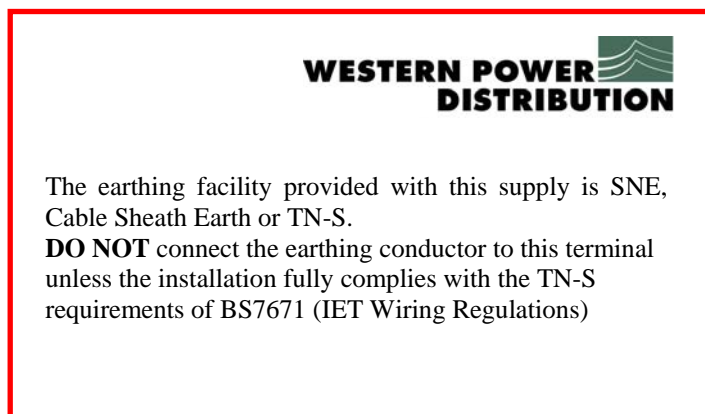 WESTERN POWER
DISTRIBUTION
The earthing facility provided with this supply is SNE,
Cable Sheath Earth or TN-S.
DO NOT connect the earthing conductor to this terminal
unless the installation fully complies with the TN-S
requirements of BS7671 (IET Wiring Regulations)